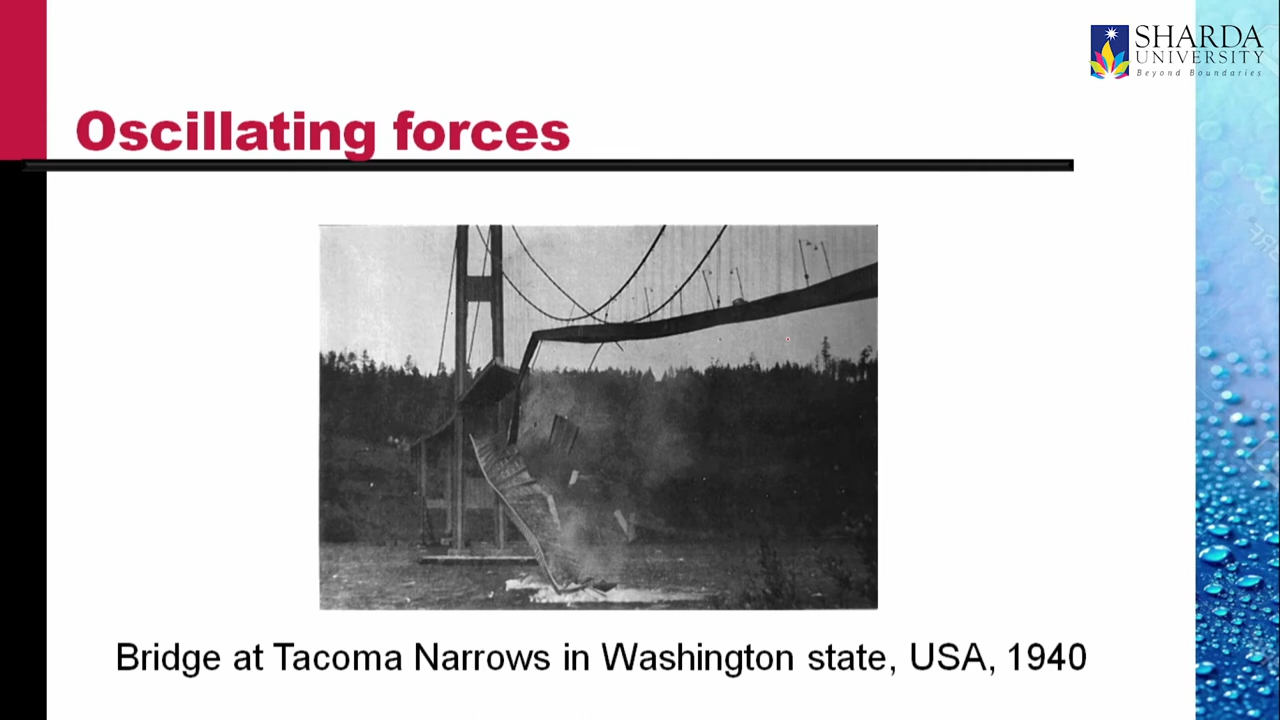 SHARDA
UNIVERSITY
Beyond Boundaries
Oscillating forces
Bridge at Tacoma Narrows in Washington state, USA, 1940